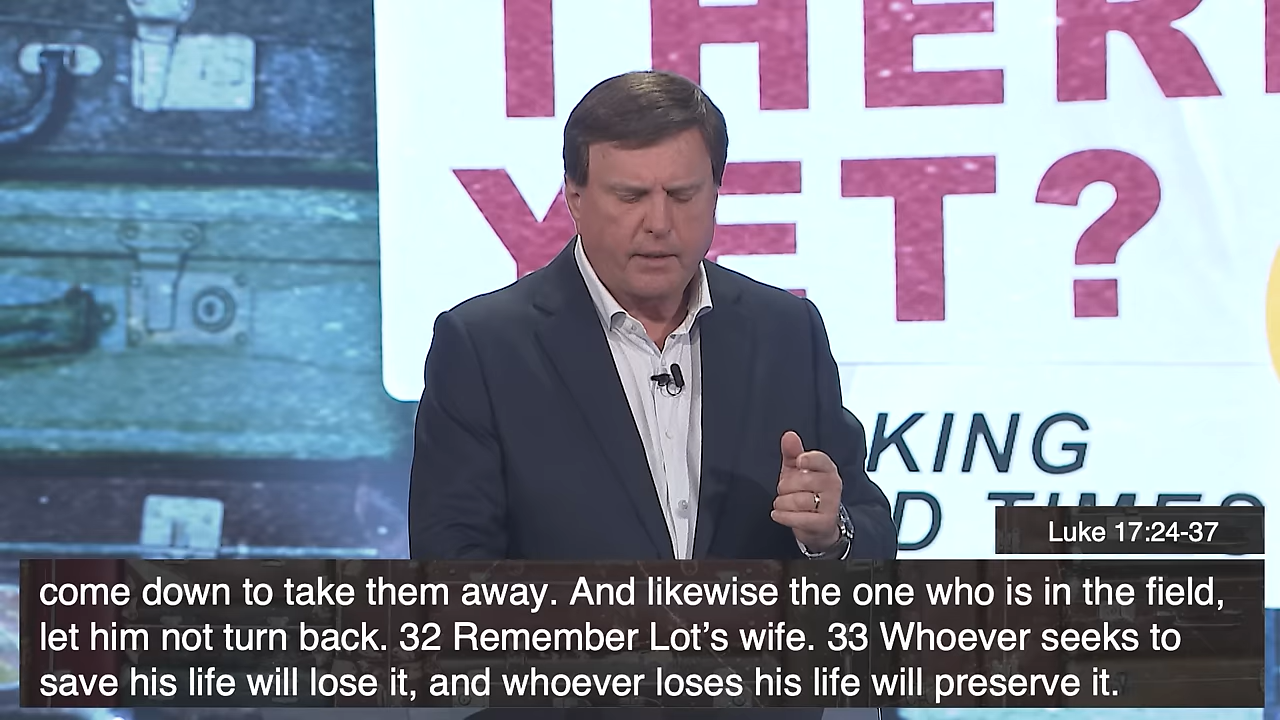 THER
YET?
KING
D TIMES
Luke 17:24-37
come down to take them away. And likewise the one who is in the field,
let him not turn back. 32 Remember Lot’s wife. 33 Whoever seeks to
save his life will lose it, and whoever loses his life will preserve it.